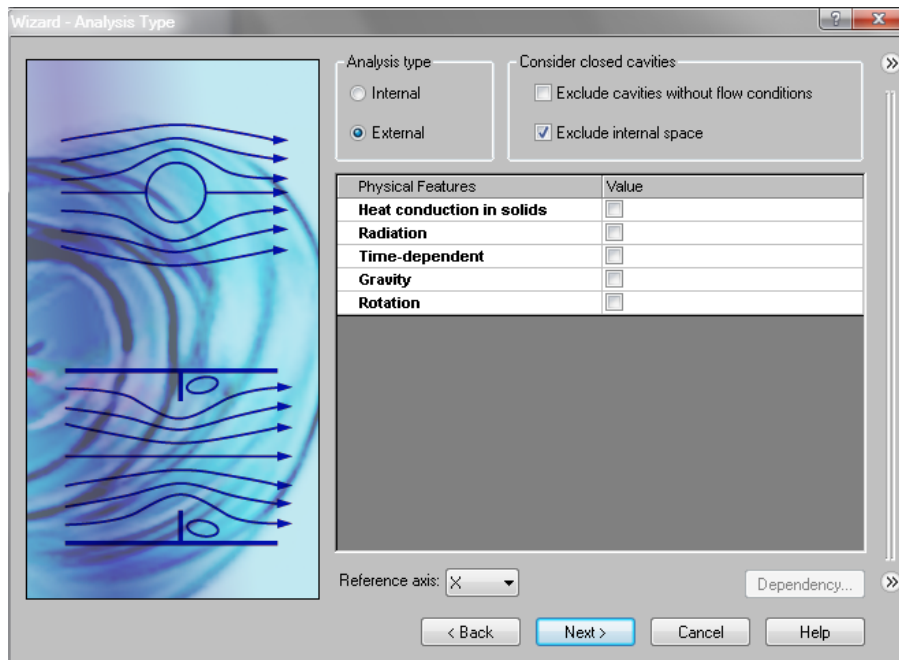 Wizard - Analysis Type
Analysis type
Internal
External
Consider closed cavities
Exclude cavities without flow conditions
Exclude internal space
Physical Features Value
Heat conduction in solids
Radiation
Time-dependent
Gravity
Rotation
Reference axis: X
Dependency...
< Back Next > Cancel Help